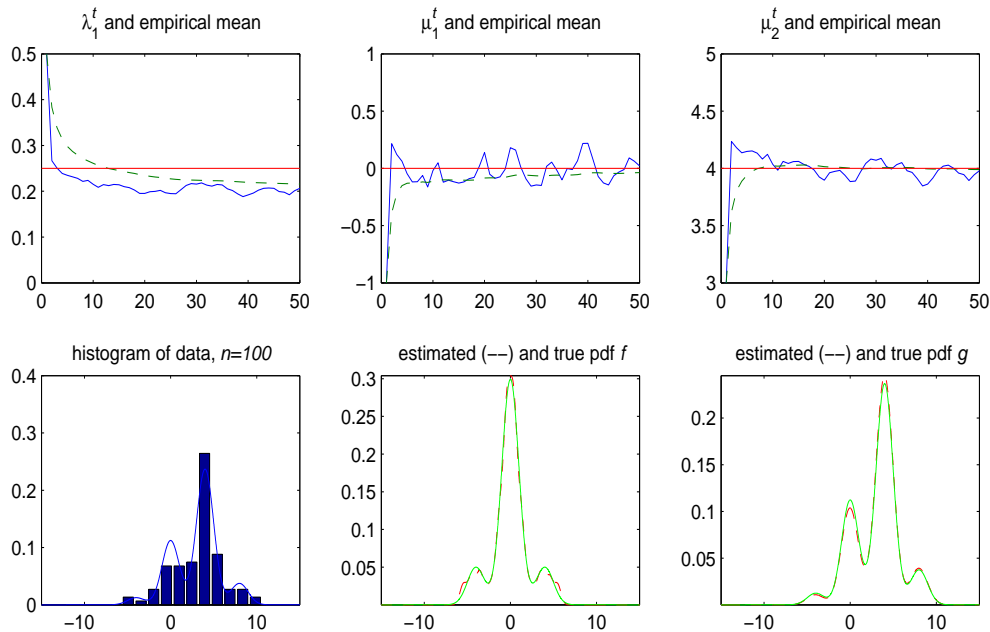 λ₁ᵗ and empirical mean
μ₁ᵗ and empirical mean
μ₂ᵗ and empirical mean
0.5
0.4
0.3
0.2
0.1
0
0 10 20 30 40 50
1
0.5
0
−0.5
−1
0 10 20 30 40 50
5
4.5
4
3.5
3
0 10 20 30 40 50
histogram of data, n=100
estimated (−−) and true pdf f
estimated (−−) and true pdf g
0.4
0.3
0.2
0.1
0
−10 0 10
0.3
0.25
0.2
0.15
0.1
0.05
−10 0 10
0.2
0.15
0.1
0.05
−10 0 10